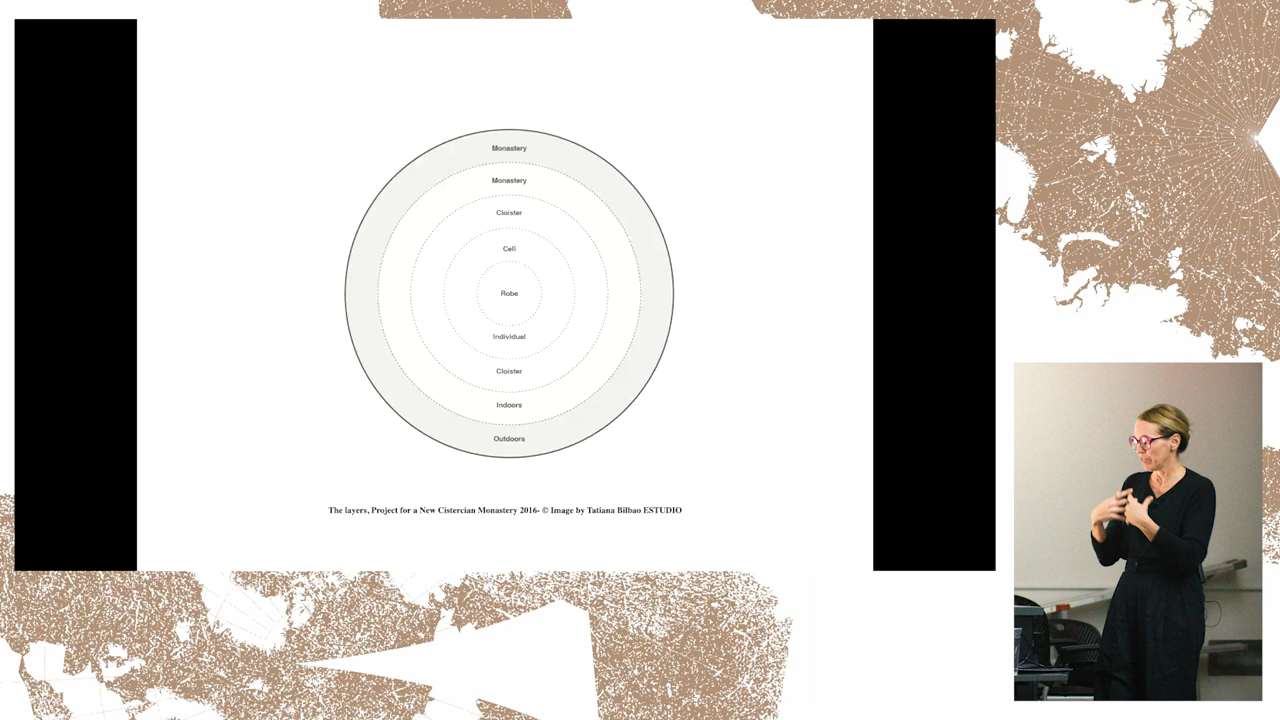 Monastery
Monastery
Cloister
Cell
Robe
Individual
Cloister
Indoors
Outdoors
The layers, Project for a New Cistercian Monastery 2016- © Image by Tatiana Bilbao ESTUDIO